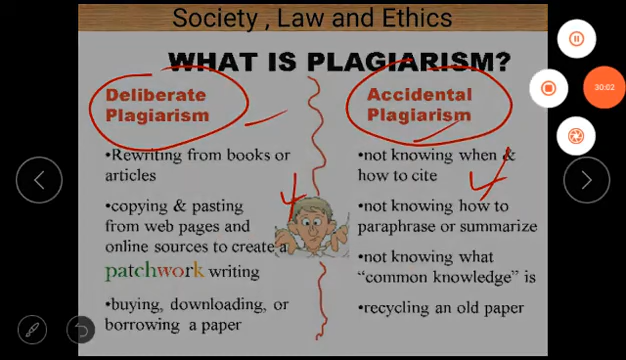 Society , Law and Ethics
WHAT IS PLAGIARISM?
Deliberate
Plagiarism
•Rewriting from books or
articles
•copying & pasting
from web pages and
online sources to create a
patchwork writing
•buying, downloading, or
borrowing a paper
Accidental
Plagiarism
•not knowing when &
how to cite
•not knowing how to
paraphrase or summarize
•not knowing what
“common knowledge” is
•recycling an old paper
30:02